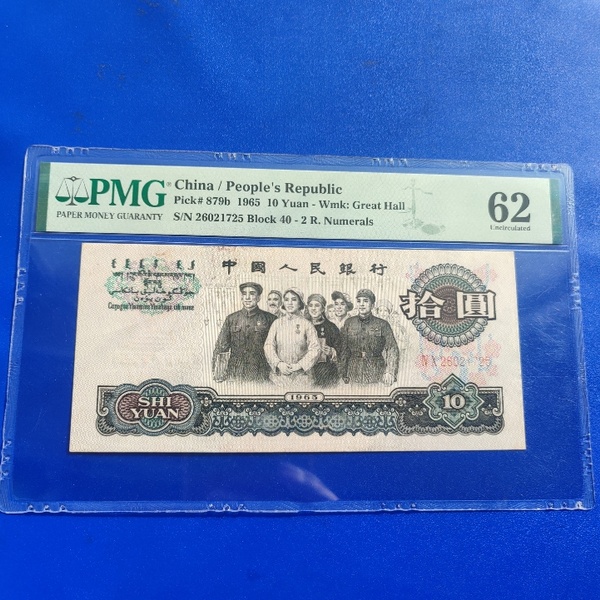 PMG
PAPER MONEY GUARANTY
China / People's Republic
Pick# 879b 1965 10 Yuan - Wmk: Great Hall
S/N 26021725 Block 40 - 2 R. Numerals
62
Uncirculated
中國人民銀行
拾圓
1965
SHI
YUAN
10